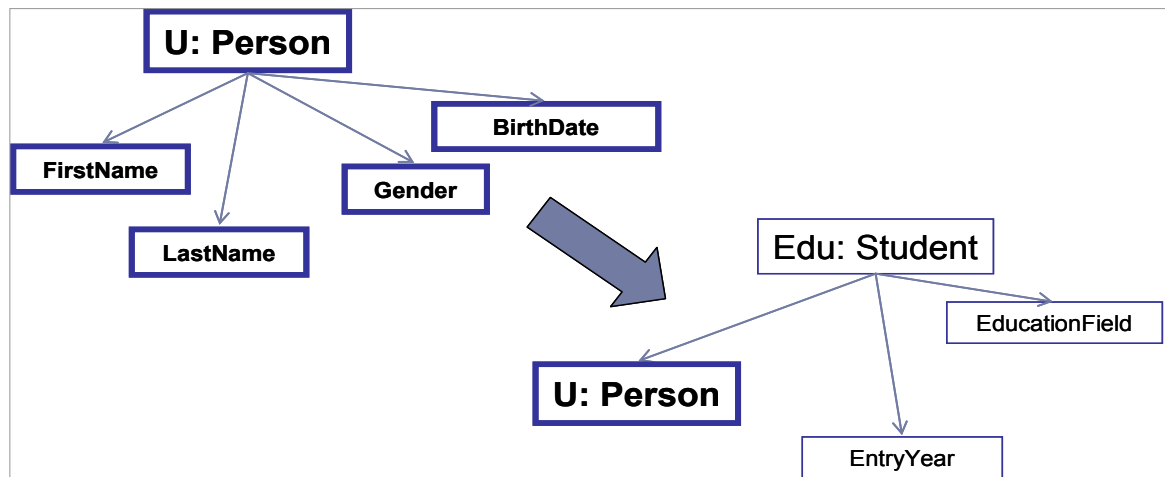 U: Person
BirthDate
FirstName
Gender
LastName
Edu: Student
EducationField
U: Person
EntryYear